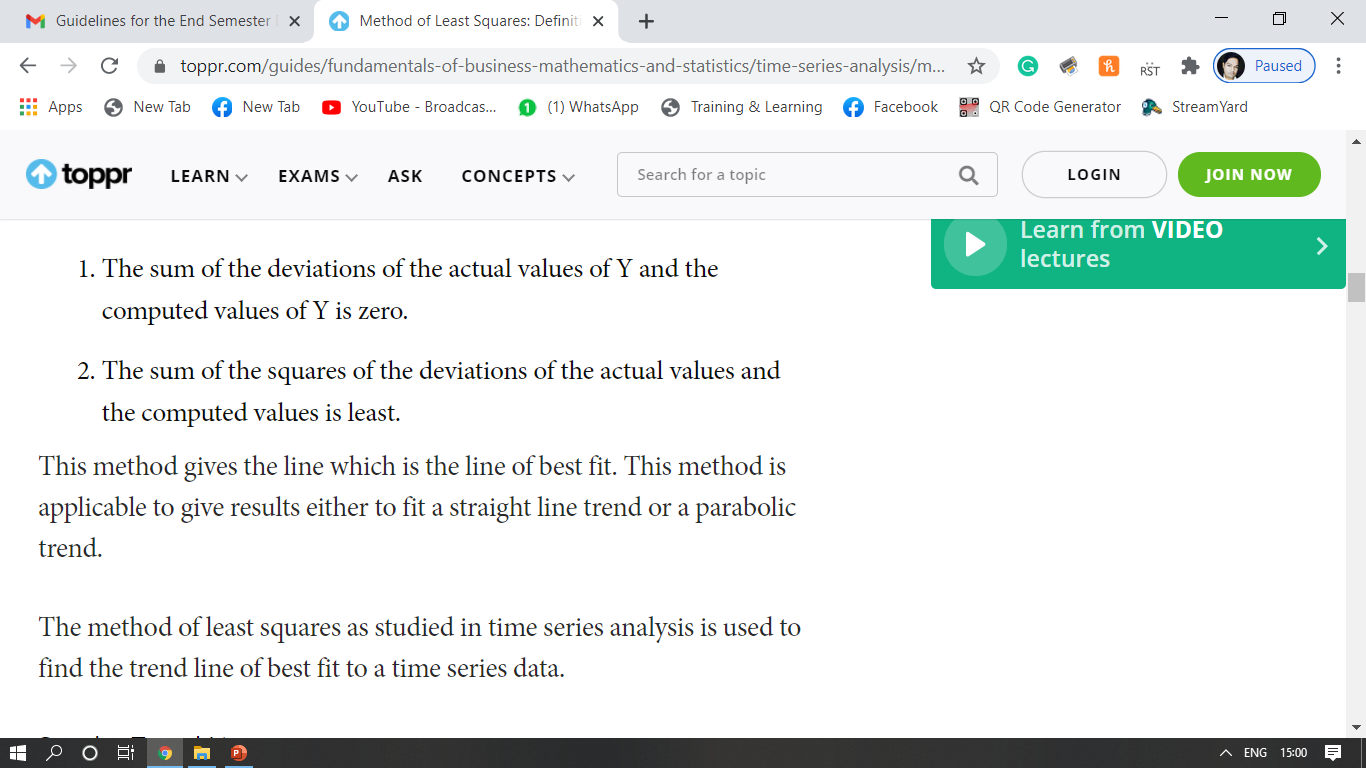 Guidelines for the End Semester
Method of Least Squares: Definiti
toppr.com/guides/fundamentals-of-business-mathematics-and-statistics/time-series-analysis/m...
RST
Paused
Apps
New Tab
New Tab
YouTube - Broadcas...
1
(1) WhatsApp
Training & Learning
Facebook
QR Code Generator
StreamYard
toppr
LEARN
EXAMS
ASK
CONCEPTS
Search for a topic
LOGIN
JOIN NOW
Learn from VIDEO
lectures
1. The sum of the deviations of the actual values of Y and the
computed values of Y is zero.
2. The sum of the squares of the deviations of the actual values and
the computed values is least.
This method gives the line which is the line of best fit. This method is
applicable to give results either to fit a straight line trend or a parabolic
trend.
The method of least squares as studied in time series analysis is used to
find the trend line of best fit to a time series data.
ENG
15:00